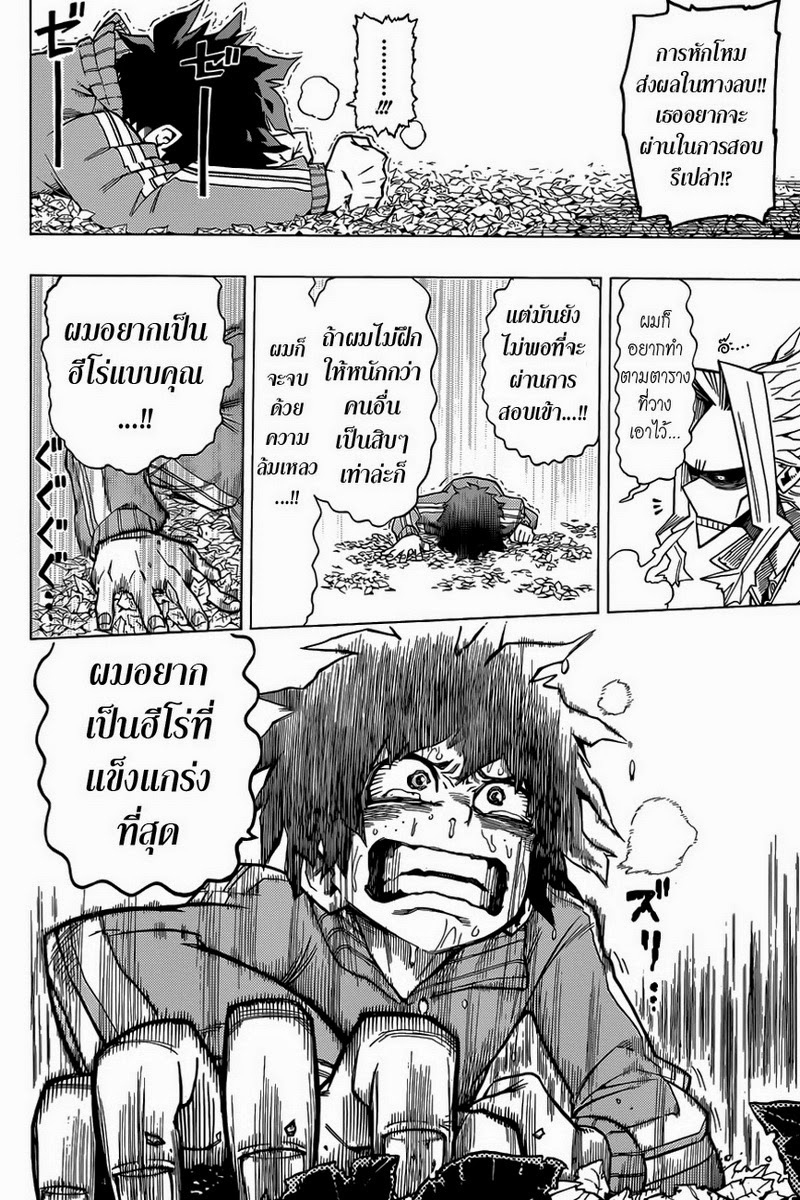 การหักโหม
ส่งผลในทางลบ!!
เธออยากจะ
ผ่านในการสอบ
รึเปล่า!?
………
……!!!
ゼェ
ゼェ
ผมก็
อยากทำ
ตามตาราง
ที่วาง
เอาไว้...
อ๊ะ....
แต่มันยัง
ไม่พอที่จะ
ผ่านการ
สอบเข้า...!!
ถ้าผมไม่ฝึก
ให้หนักกว่า
คนอื่น
เป็นสิบๆ
เท่าล่ะก็
ผมก็
จะจบ
ด้วย
ความ
ล้มเหลว
...!!
ผมอยากเป็น
ฮีโร่แบบคุณ
...!!
ぐぐぐぐ…
ผมอยาก
เป็นฮีโร่ที่
แข็งแกร่ง
ที่สุด
ズリ…